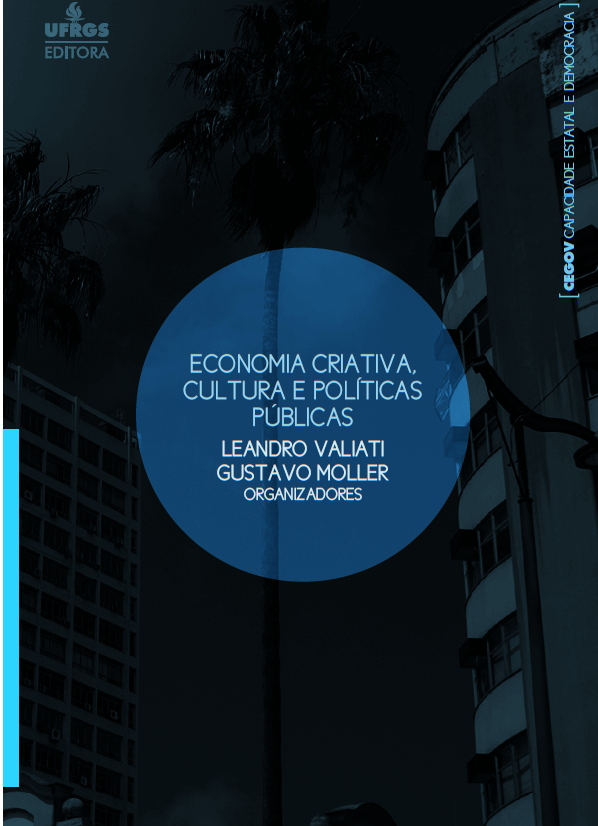 UFRGS
EDITORA
[ CEGOV CAPACIDADE ESTATAL E DEMOCRACIA ]
ECONOMIA CRIATIVA,
CULTURA E POLÍTICAS
PÚBLICAS
LEANDRO VALIATI
GUSTAVO MOLLER
ORGANIZADORES